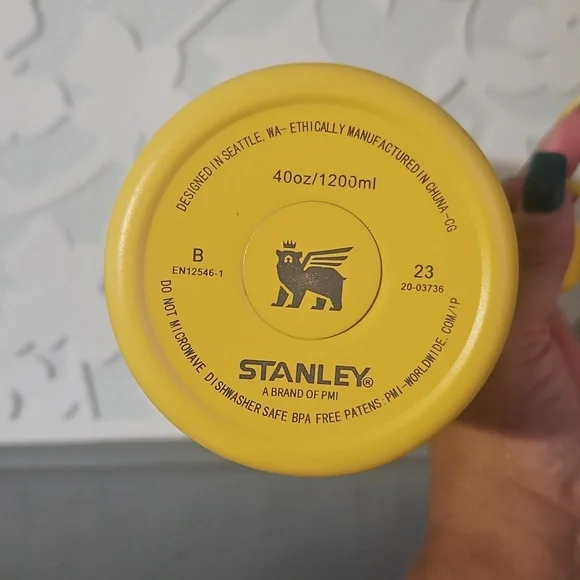 DESIGNED IN SEATTLE, WA- ETHICALLY MANUFACTURED IN CHUNA-CG
40oz/1200ml
B
EN12546-1
23
20-03736
STANLEY®
A BRAND OF PMI
DO NOT MICROWAVE DISHWASHER SAFE BPA FREE PATENS: PMI-WORLDWIDE.COM/IP